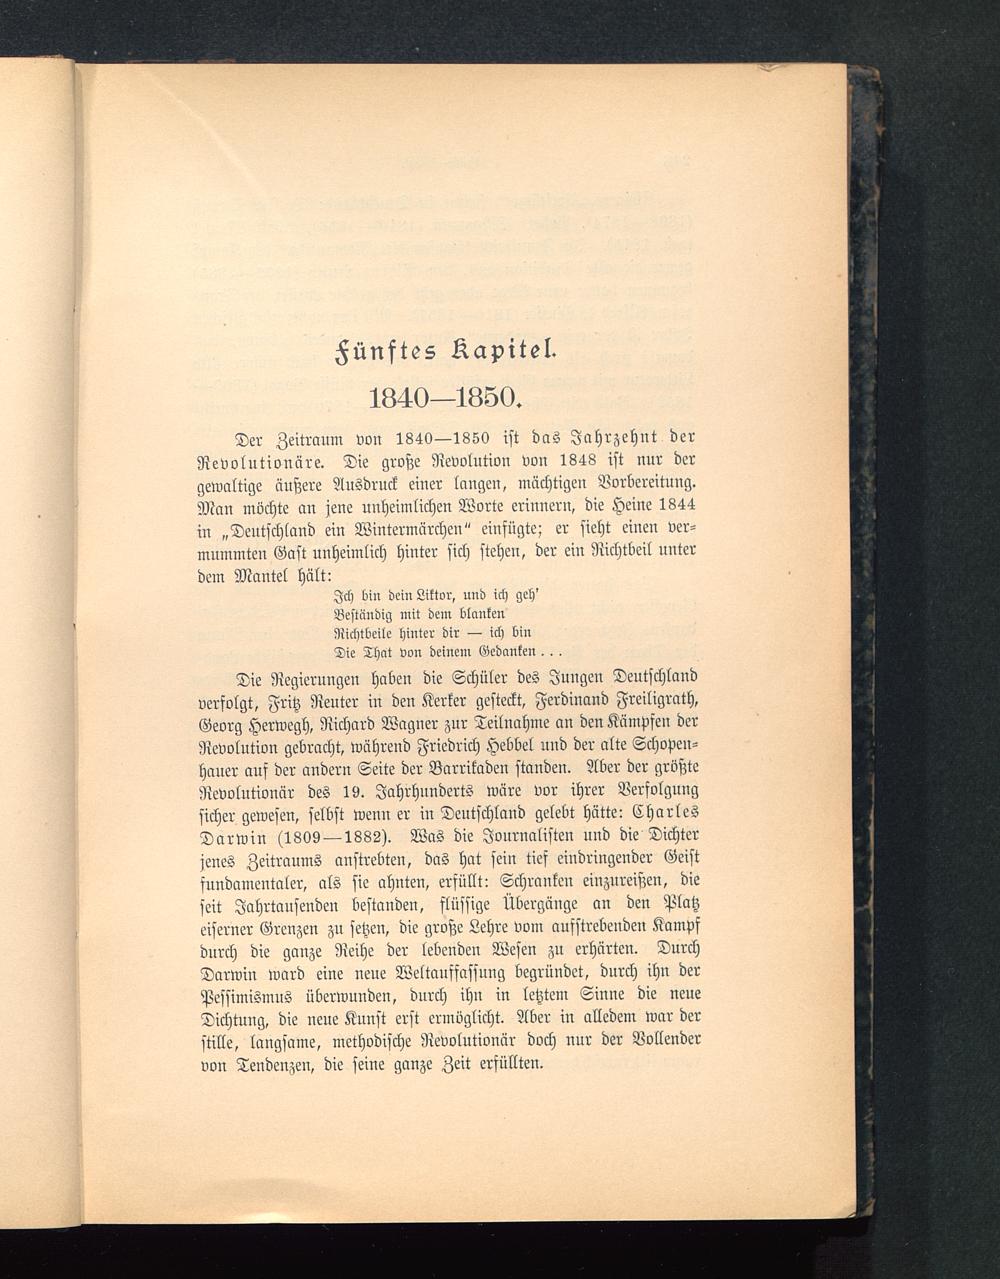 Fünftes Kapitel.
1840—1850.
Der Zeitraum von 1840—1850 ist das Jahrzehnt der
Revolutionäre. Die große Revolution von 1848 ist nur der
gewaltige äußere Ausdruck einer langen, mächtigen Vorbereitung.
Man möchte an jene unheimlichen Worte erinnern, die Heine 1844
in „Deutschland ein Wintermärchen“ einfügte; er sieht einen ver-
mummten Gast unheimlich hinter sich stehen, der ein Richtbeil unter
dem Mantel hält:
Ich bin dein Liktor, und ich geh'
Beständig mit dem blanken
Richtbeile hinter dir — ich bin
Die That von deinem Gedanken . . .
Die Regierungen haben die Schüler des Jungen Deutschland
verfolgt, Fritz Reuter in den Kerker gesteckt, Ferdinand Freiligrath,
Georg Herwegh, Richard Wagner zur Teilnahme an den Kämpfen der
Revolution gebracht, während Friedrich Hebbel und der alte Schopen-
hauer auf der andern Seite der Barrikaden standen. Aber der größte
Revolutionär des 19. Jahrhunderts wäre vor ihrer Verfolgung
sicher gewesen, selbst wenn er in Deutschland gelebt hätte: Charles
Darwin (1809—1882). Was die Journalisten und die Dichter
jenes Zeitraums anstrebten, das hat sein tief eindringender Geist
fundamentaler, als sie ahnten, erfüllt: Schranken einzureißen, die
seit Jahrtausenden bestanden, flüssige Übergänge an den Platz
eiserner Grenzen zu setzen, die große Lehre vom aufstrebenden Kampf
durch die ganze Reihe der lebenden Wesen zu erhärten. Durch
Darwin ward eine neue Weltauffassung begründet, durch ihn der
Pessimismus überwunden, durch ihn in letztem Sinne die neue
Dichtung, die neue Kunst erst ermöglicht. Aber in alledem war der
stille, langsame, methodische Revolutionär doch nur der Vollender
von Tendenzen, die seine ganze Zeit erfüllten.